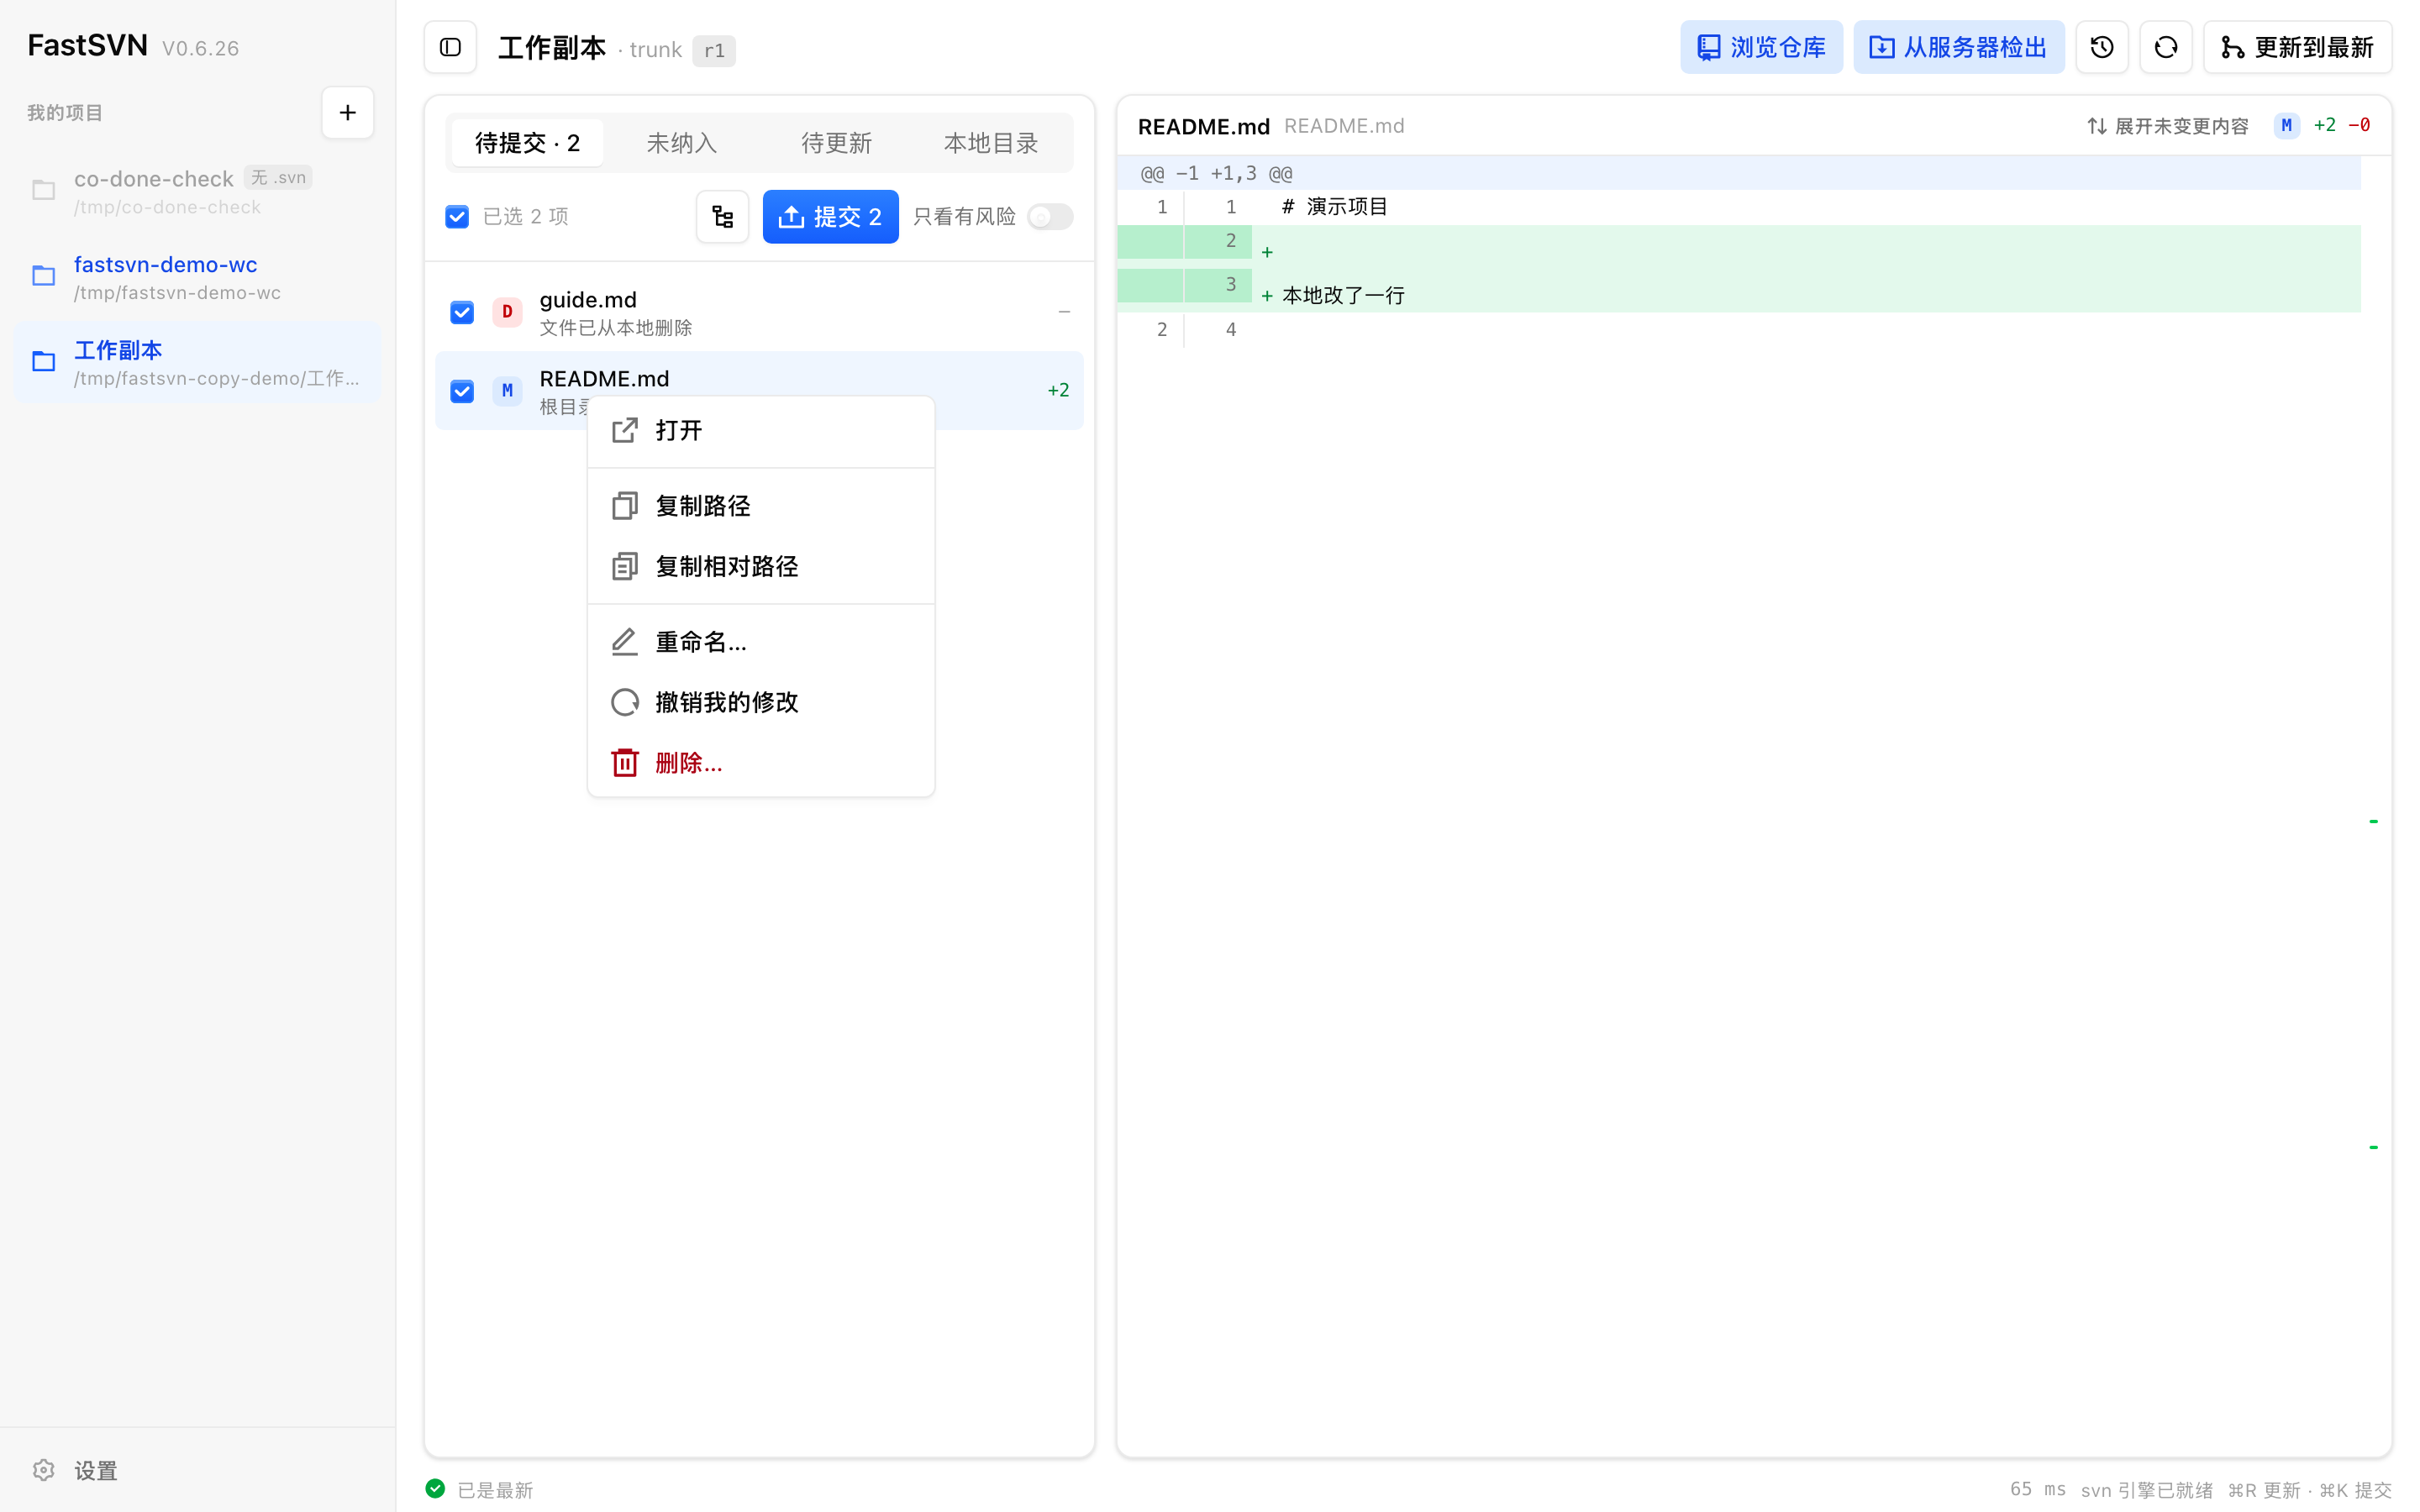 FastSVN V0.6.26
我的项目
co-done-check 无 .svn
/tmp/co-done-check
fastsvn-demo-wc
/tmp/fastsvn-demo-wc
工作副本
/tmp/fastsvn-copy-demo/工作...
设置
工作副本 · trunk r1
浏览仓库
从服务器检出
更新到最新
待提交 · 2
未纳入
待更新
本地目录
已选 2 项
提交 2
只看有风险
D guide.md
文件已从本地删除
–
M README.md
根目
+2
打开
复制路径
复制相对路径
重命名...
撤销我的修改
删除...
README.md README.md
展开未变更内容
M +2 −0
@@ −1 +1,3 @@
1 1 # 演示项目
2 +
3 + 本地改了一行
2 4
已是最新
65 ms svn 引擎已就绪 ⌘R 更新 · ⌘K 提交